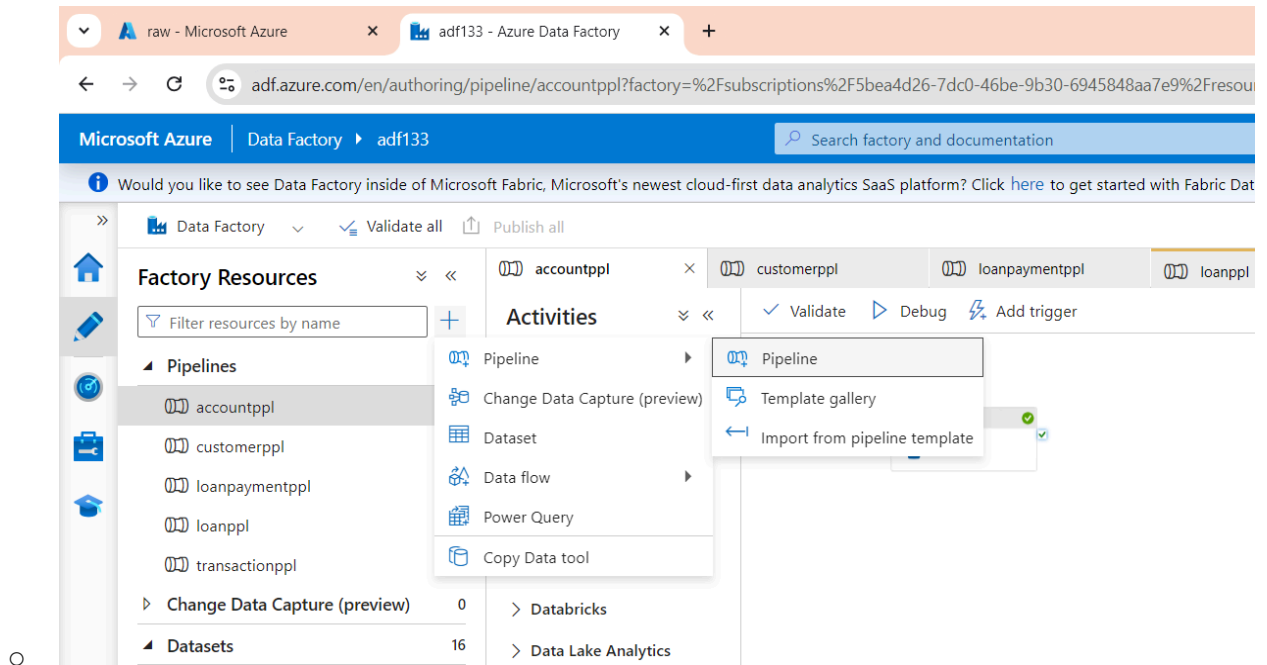 raw - Microsoft Azure
adf133 - Azure Data Factory
adf.azure.com/en/authoring/pipeline/accountppl?factory=%2Fsubscriptions%2F5bea4d26-7dc0-46be-9b30-6945848aa7e9%2Fresour
Microsoft Azure Data Factory adf133
Search factory and documentation
Would you like to see Data Factory inside of Microsoft Fabric, Microsoft's newest cloud-first data analytics SaaS platform? Click here to get started with Fabric Dat
Data Factory Validate all Publish all
Factory Resources
accountppl customerppl loanpaymentppl loanppl
Filter resources by name
Activities
Validate Debug Add trigger
Pipelines
accountppl
customerppl
loanpaymentppl
loanppl
transactionppl
Change Data Capture (preview) 0
Datasets 16
Pipeline
Change Data Capture (preview)
Dataset
Data flow
Power Query
Copy Data tool
Pipeline
Template gallery
Import from pipeline template
Databricks
Data Lake Analytics